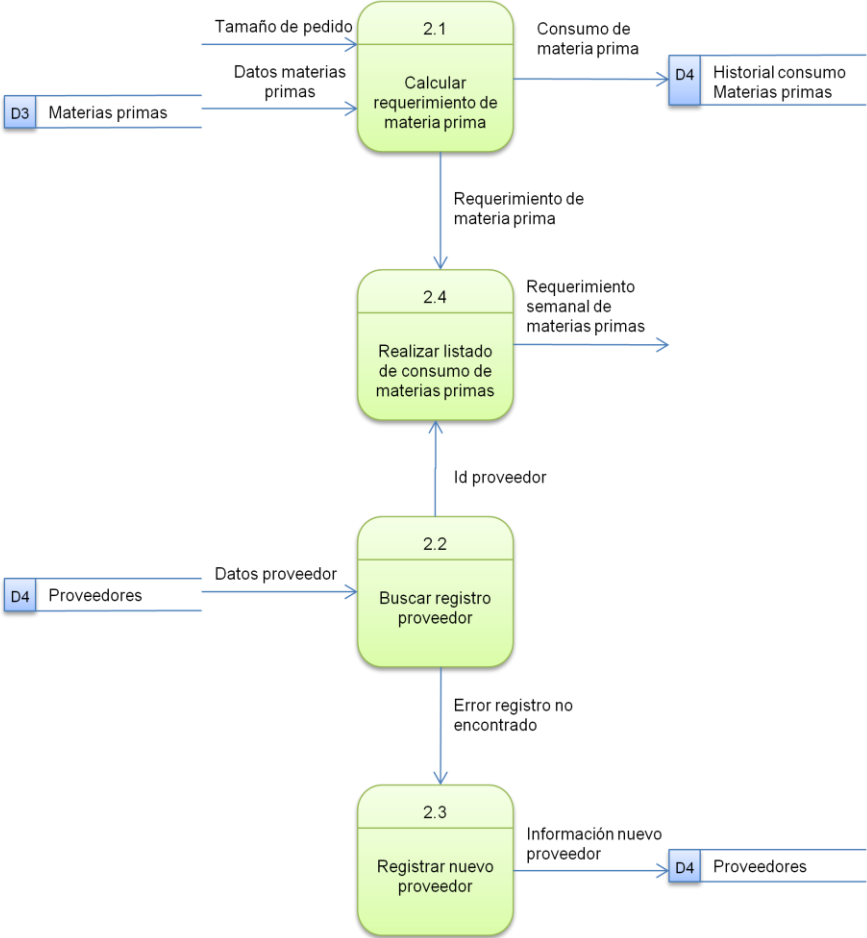 Tamaño de pedido
2.1
Consumo de
materia prima
Datos materias
primas
Calcular
requerimiento de
materia prima
D4
Historial consumo
Materias primas
D3
Materias primas
Requerimiento de
materia prima
2.4
Requerimiento
semanal de
materias primas
Realizar listado
de consumo de
materias primas
Id proveedor
2.2
Datos proveedor
D4
Proveedores
Buscar registro
proveedor
Error registro no
encontrado
2.3
Registrar nuevo
proveedor
Información nuevo
proveedor
D4
Proveedores